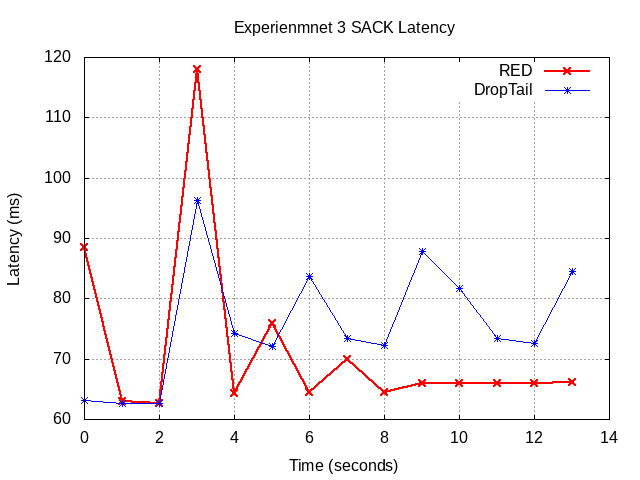 Experienmnet 3 SACK Latency
120
110
100
90
80
70
60
Latency (ms)
RED
DropTail
0 2 4 6 8 10 12 14
Time (seconds)